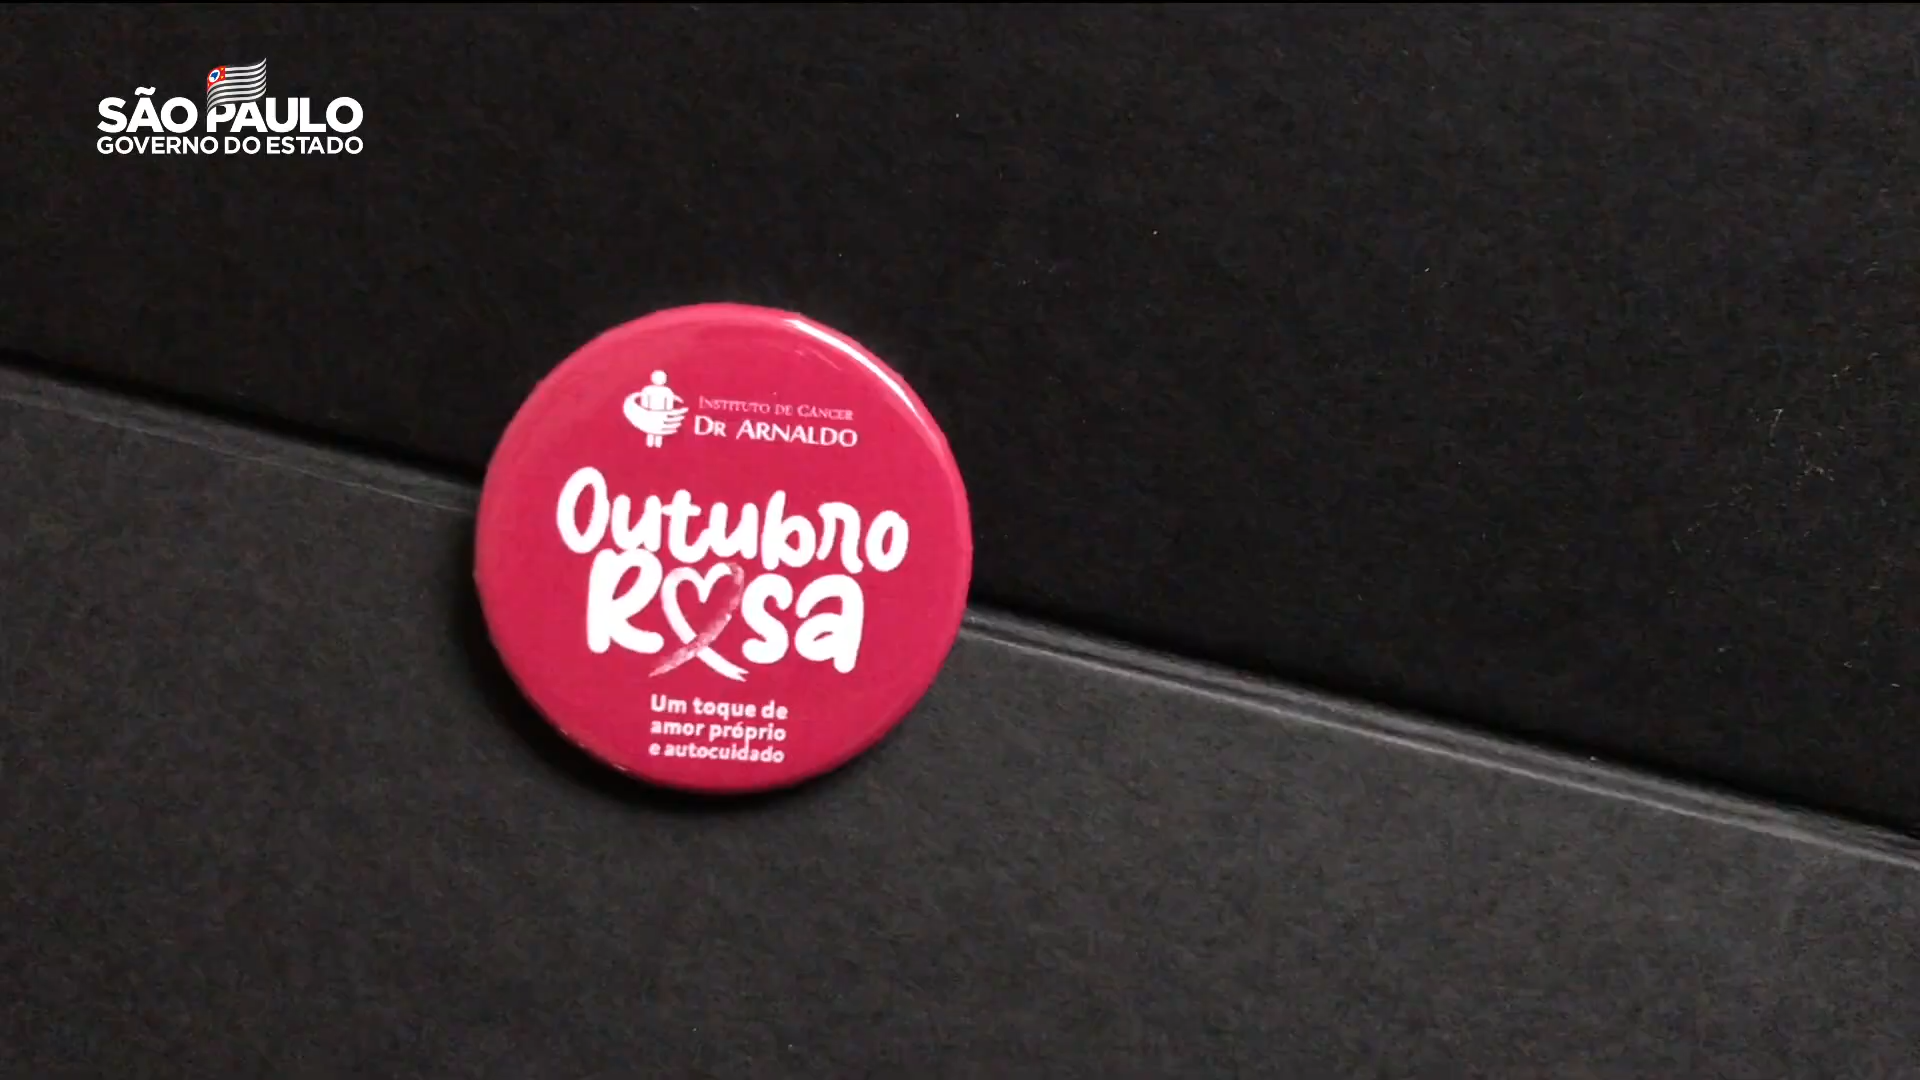 SÃO PAULO
GOVERNO DO ESTADO
INSTITUTO DE CÂNCER
DR ARNALDO
Outubro
Rosa
Um toque de
amor próprio
e autocuidado